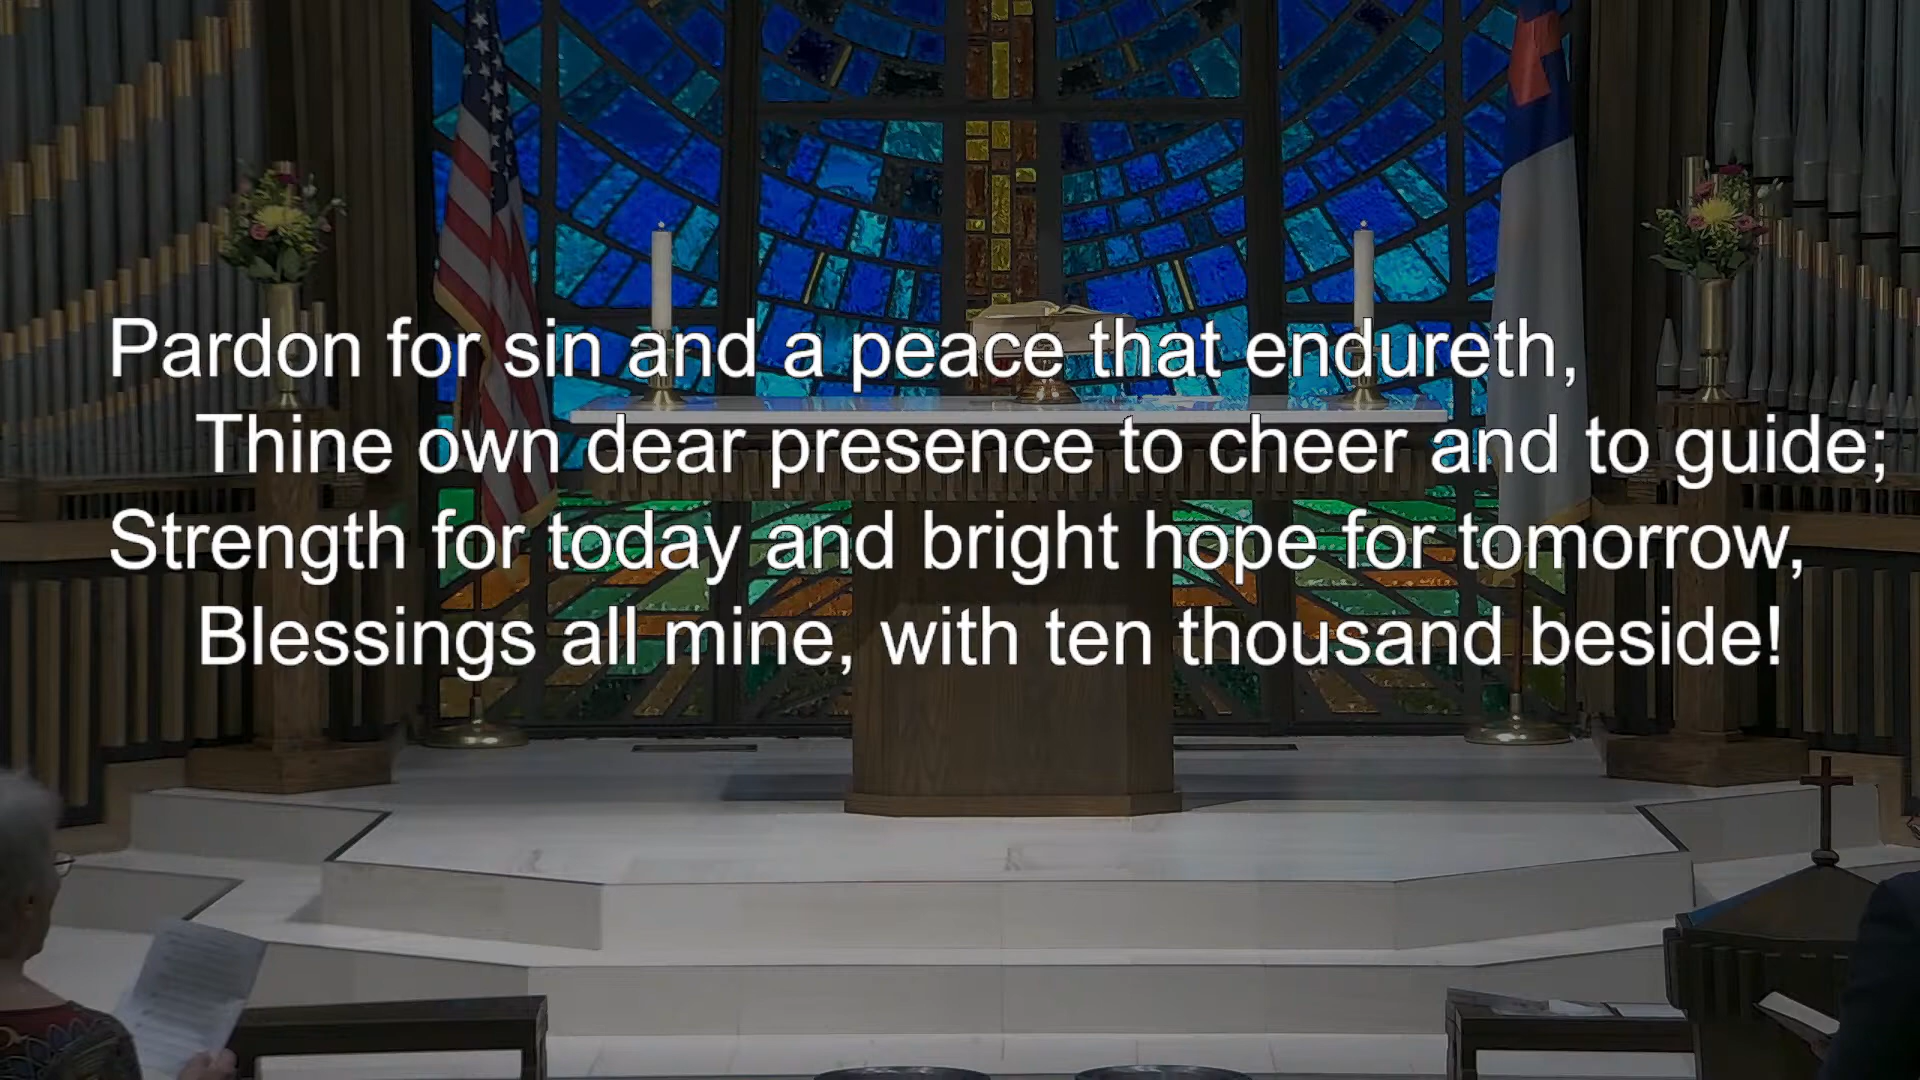 Pardon for sin and a peace that endureth,
Thine own dear presence to cheer and to guide;
Strength for today and bright hope for tomorrow,
Blessings all mine, with ten thousand beside!